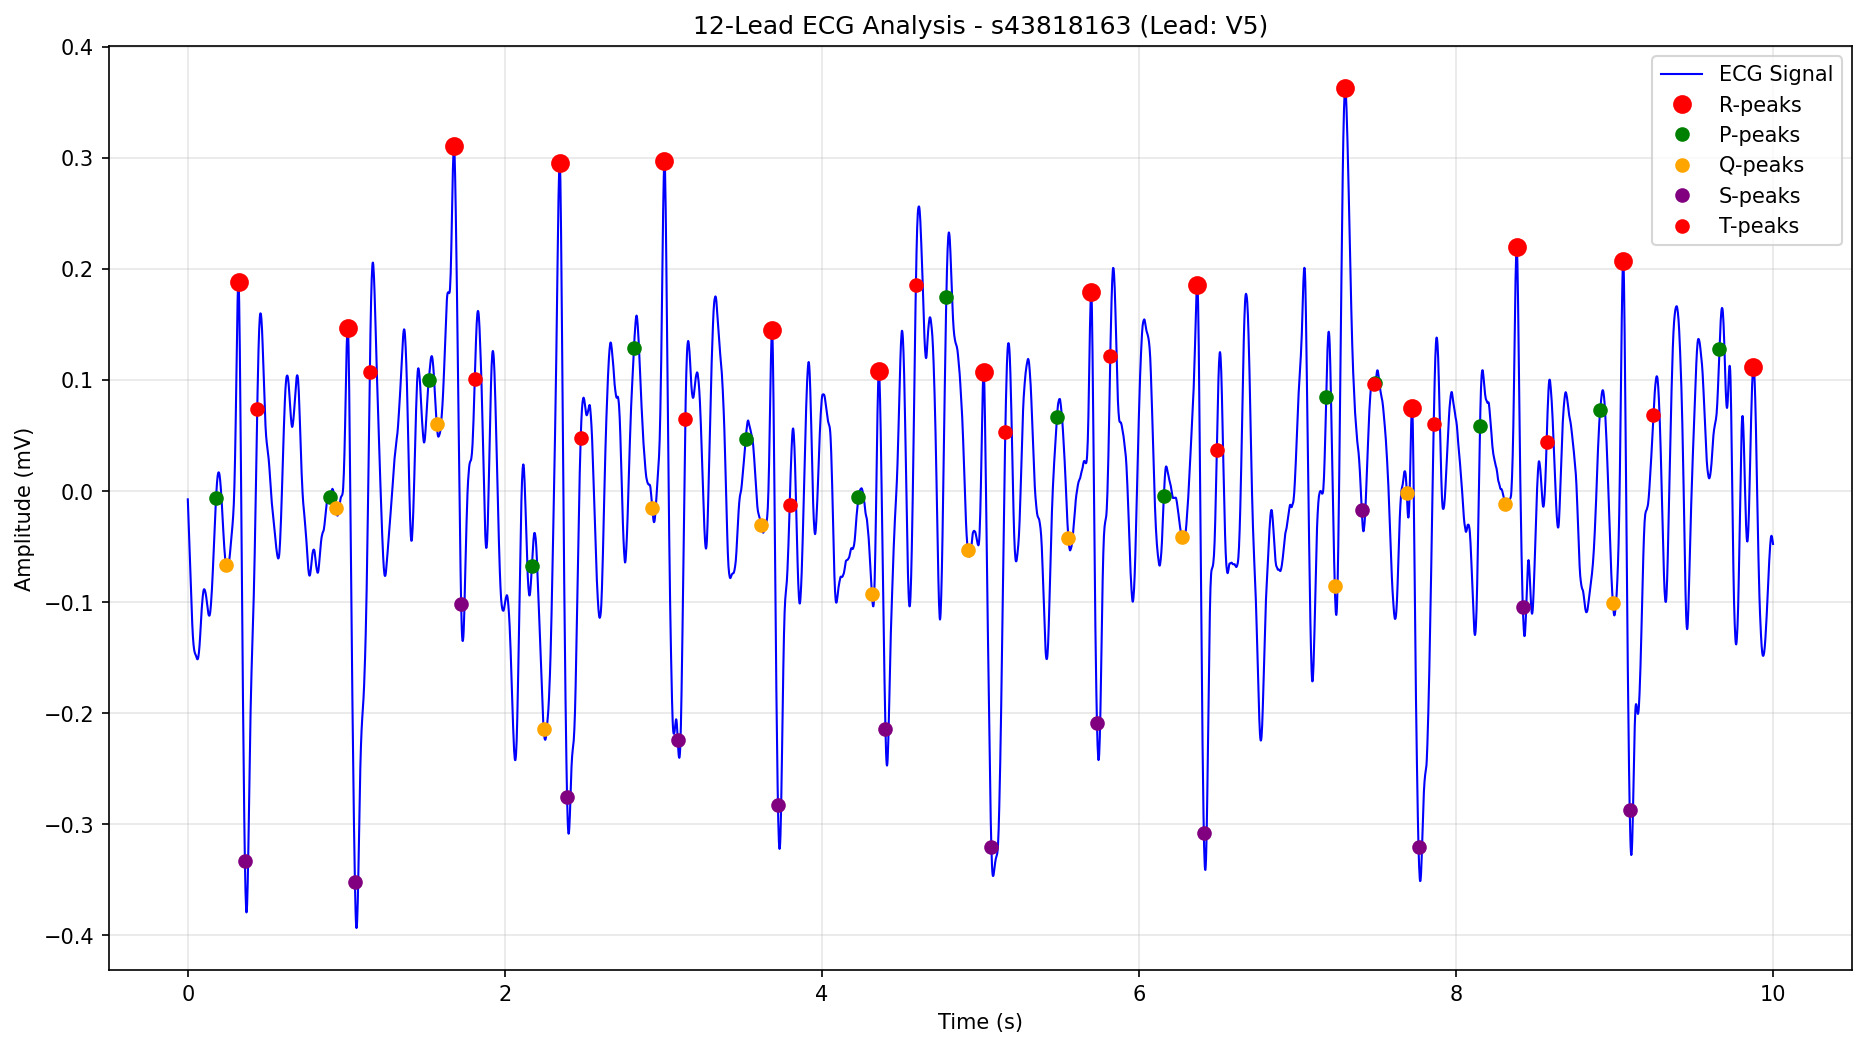 12-Lead ECG Analysis - s43818163 (Lead: V5)
ECG Signal
R-peaks
P-peaks
Q-peaks
S-peaks
T-peaks
Amplitude (mV)
0.4
0.3
0.2
0.1
0.0
−0.1
−0.2
−0.3
−0.4
0 2 4 6 8 10
Time (s)